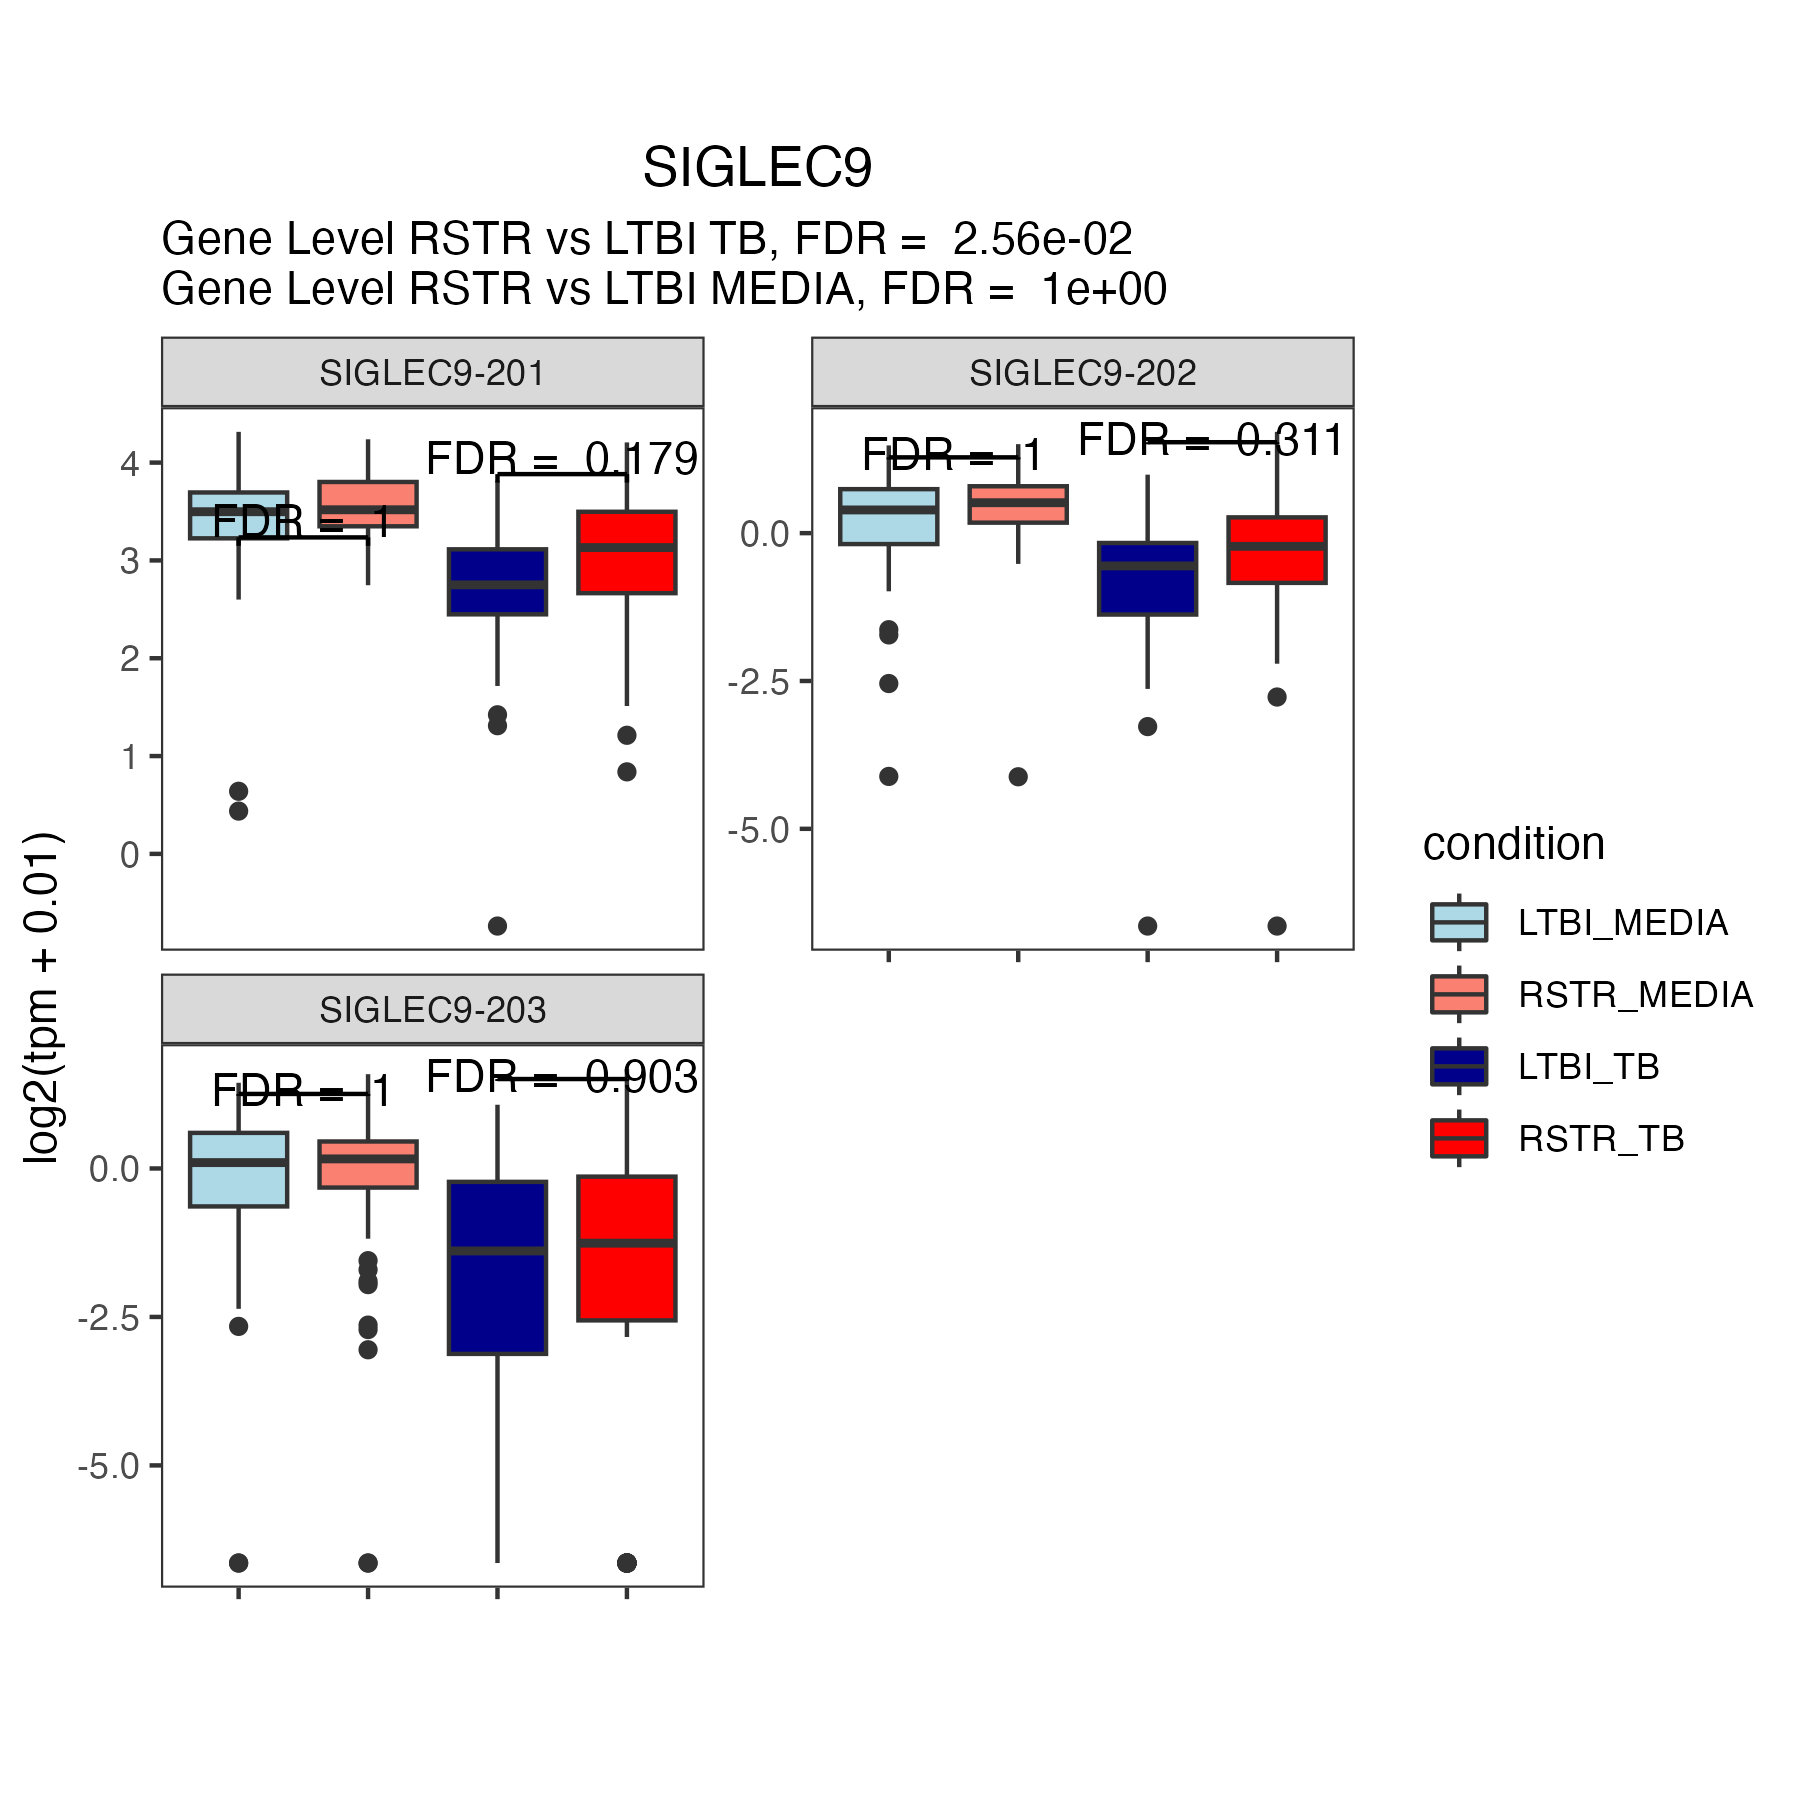 SIGLEC9
Gene Level RSTR vs LTBI TB, FDR =  2.56e-02
Gene Level RSTR vs LTBI MEDIA, FDR =  1e+00
SIGLEC9-201
FDR =  1
FDR =  0.179
4
3
2
1
0
SIGLEC9-202
FDR =  1
FDR =  0.311
0.0
-2.5
-5.0
SIGLEC9-203
FDR =  1
FDR =  0.903
0.0
-2.5
-5.0
log2(tpm + 0.01)
condition
LTBI_MEDIA
RSTR_MEDIA
LTBI_TB
RSTR_TB